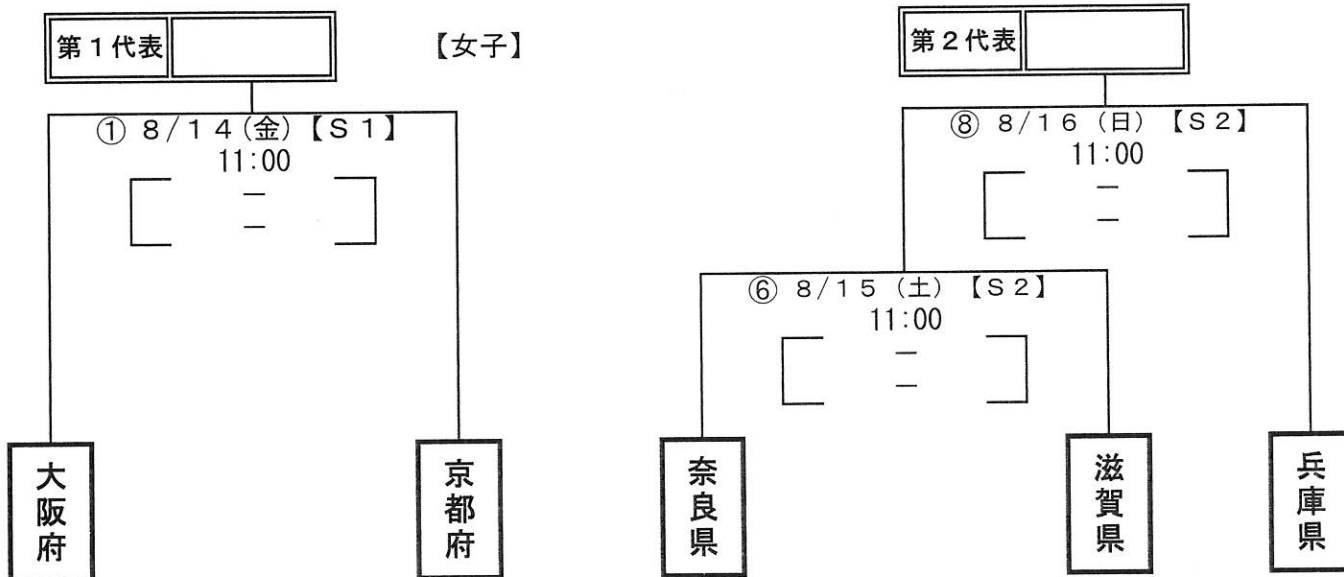 第1代表
【女子】
① 8/14(金)【S1】
11:00
－
－
大阪府
京都府
第2代表
⑧ 8/16(日)【S2】
11:00
－
－
⑥ 8/15(土)【S2】
11:00
－
－
奈良県
滋賀県
兵庫県